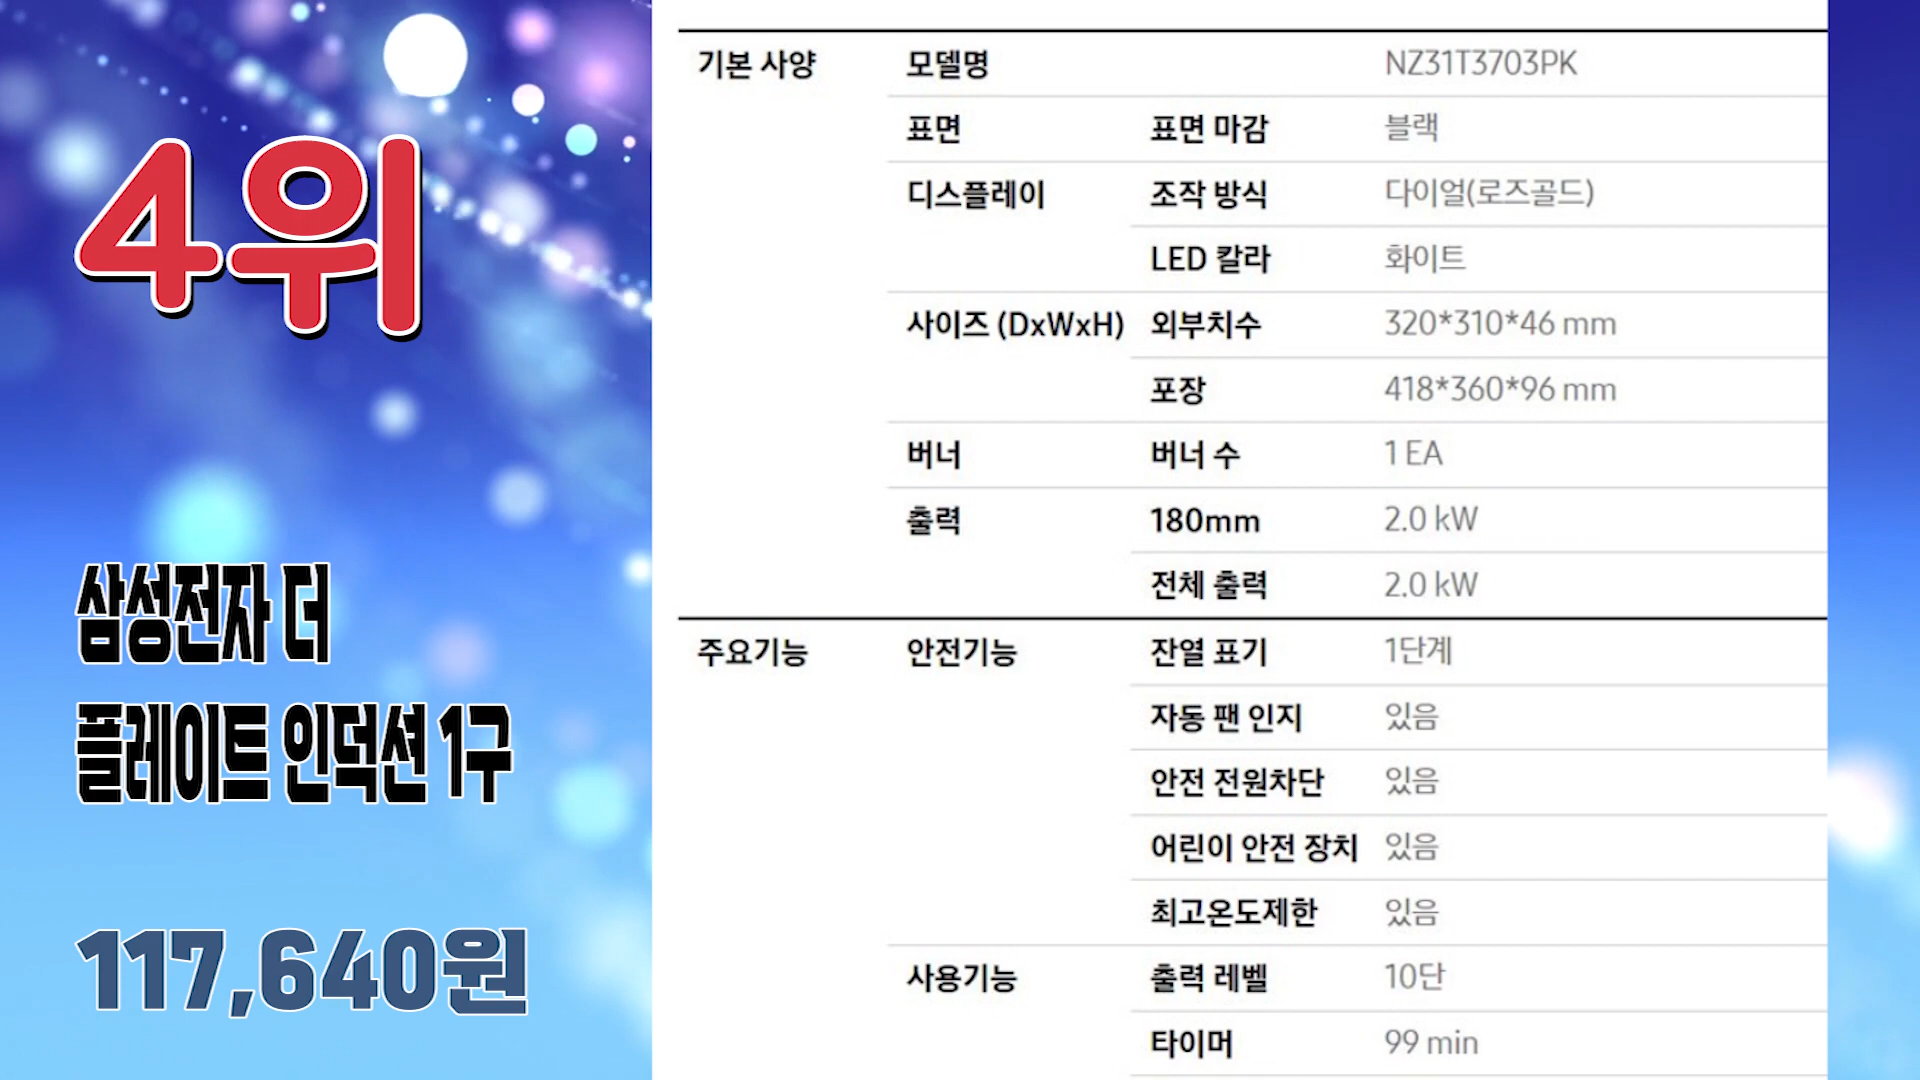 4위
삼성전자 더
플레이트 인덕션 1구
117,640원
기본 사양 모델명 NZ31T3703PK
표면 표면 마감 블랙
디스플레이 조작 방식 다이얼(로즈골드)
LED 칼라 화이트
사이즈 (DxWxH) 외부치수 320*310*46 mm
포장 418*360*96 mm
버너 버너 수 1 EA
출력 180mm 2.0 kW
전체 출력 2.0 kW
주요기능 안전기능 잔열 표기 1단계
자동 팬 인지 있음
안전 전원차단 있음
어린이 안전 장치 있음
최고온도제한 있음
사용기능 출력 레벨 10단
타이머 99 min